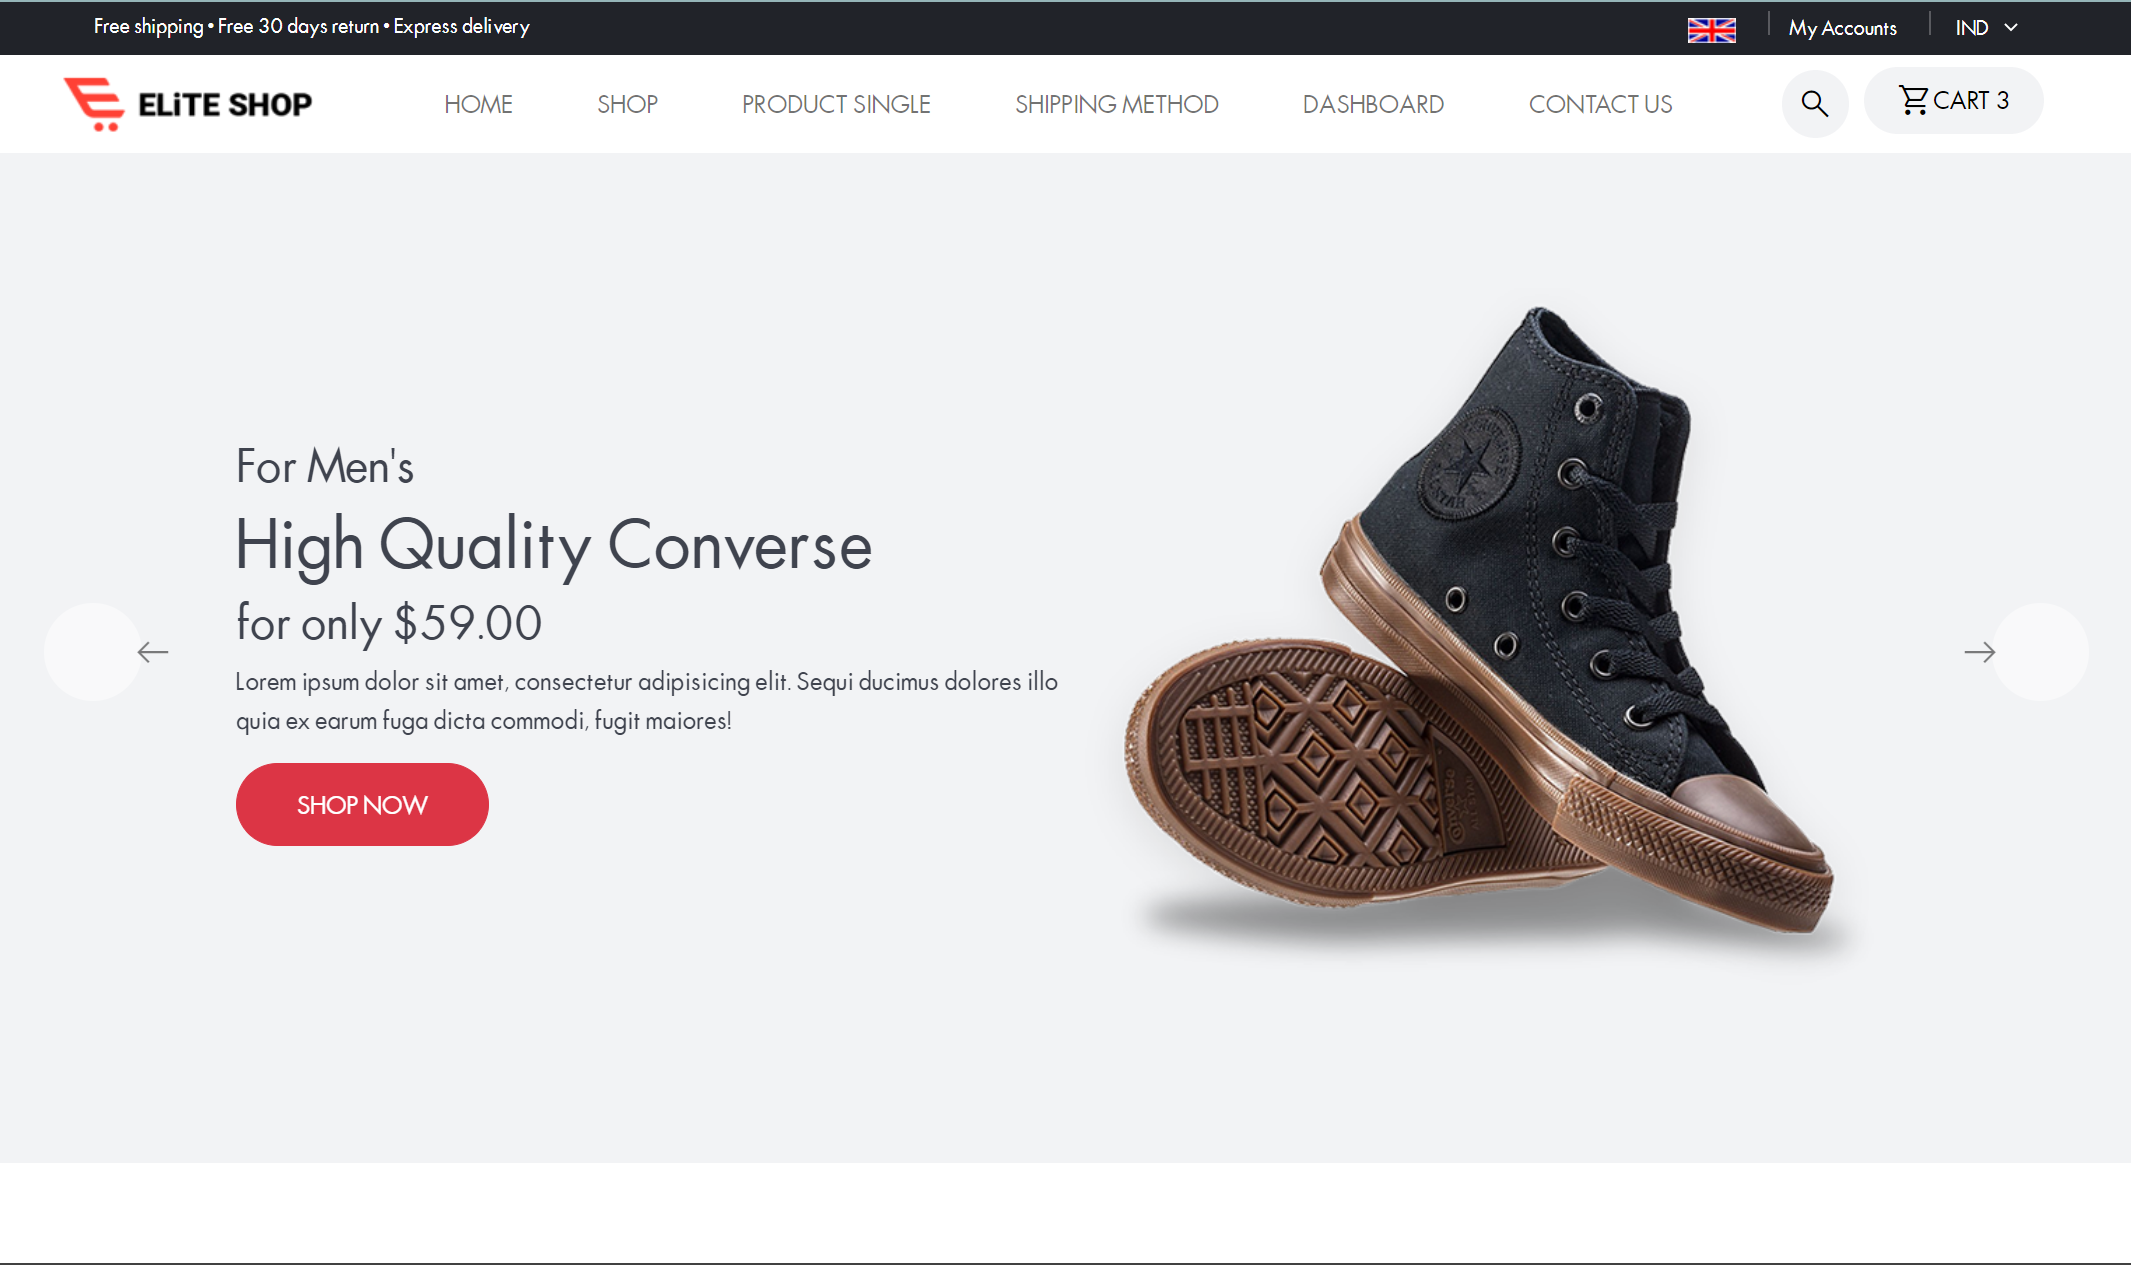 Free shipping • Free 30 days return • Express delivery
My Accounts
IND
ELiTE SHOP
HOME
SHOP
PRODUCT SINGLE
SHIPPING METHOD
DASHBOARD
CONTACT US
CART 3
For Men's
High Quality Converse
for only $59.00
Lorem ipsum dolor sit amet, consectetur adipisicing elit. Sequi ducimus dolores illo
quia ex earum fuga dicta commodi, fugit maiores!
SHOP NOW